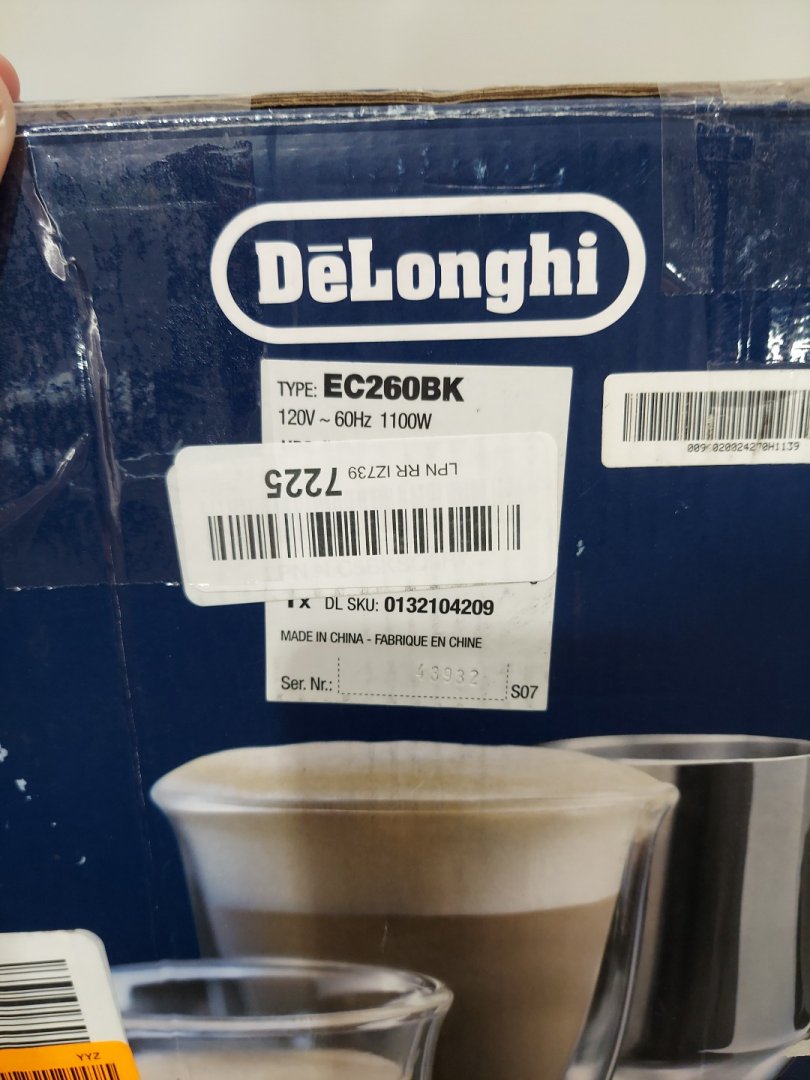 DēLonghi
TYPE: EC260BK
120V ~ 60Hz 1100W
LPN RR IZ739 7225
1x DL SKU: 0132104209
MADE IN CHINA - FABRIQUE EN CHINE
Ser. Nr.: 43932 S07
YYZ